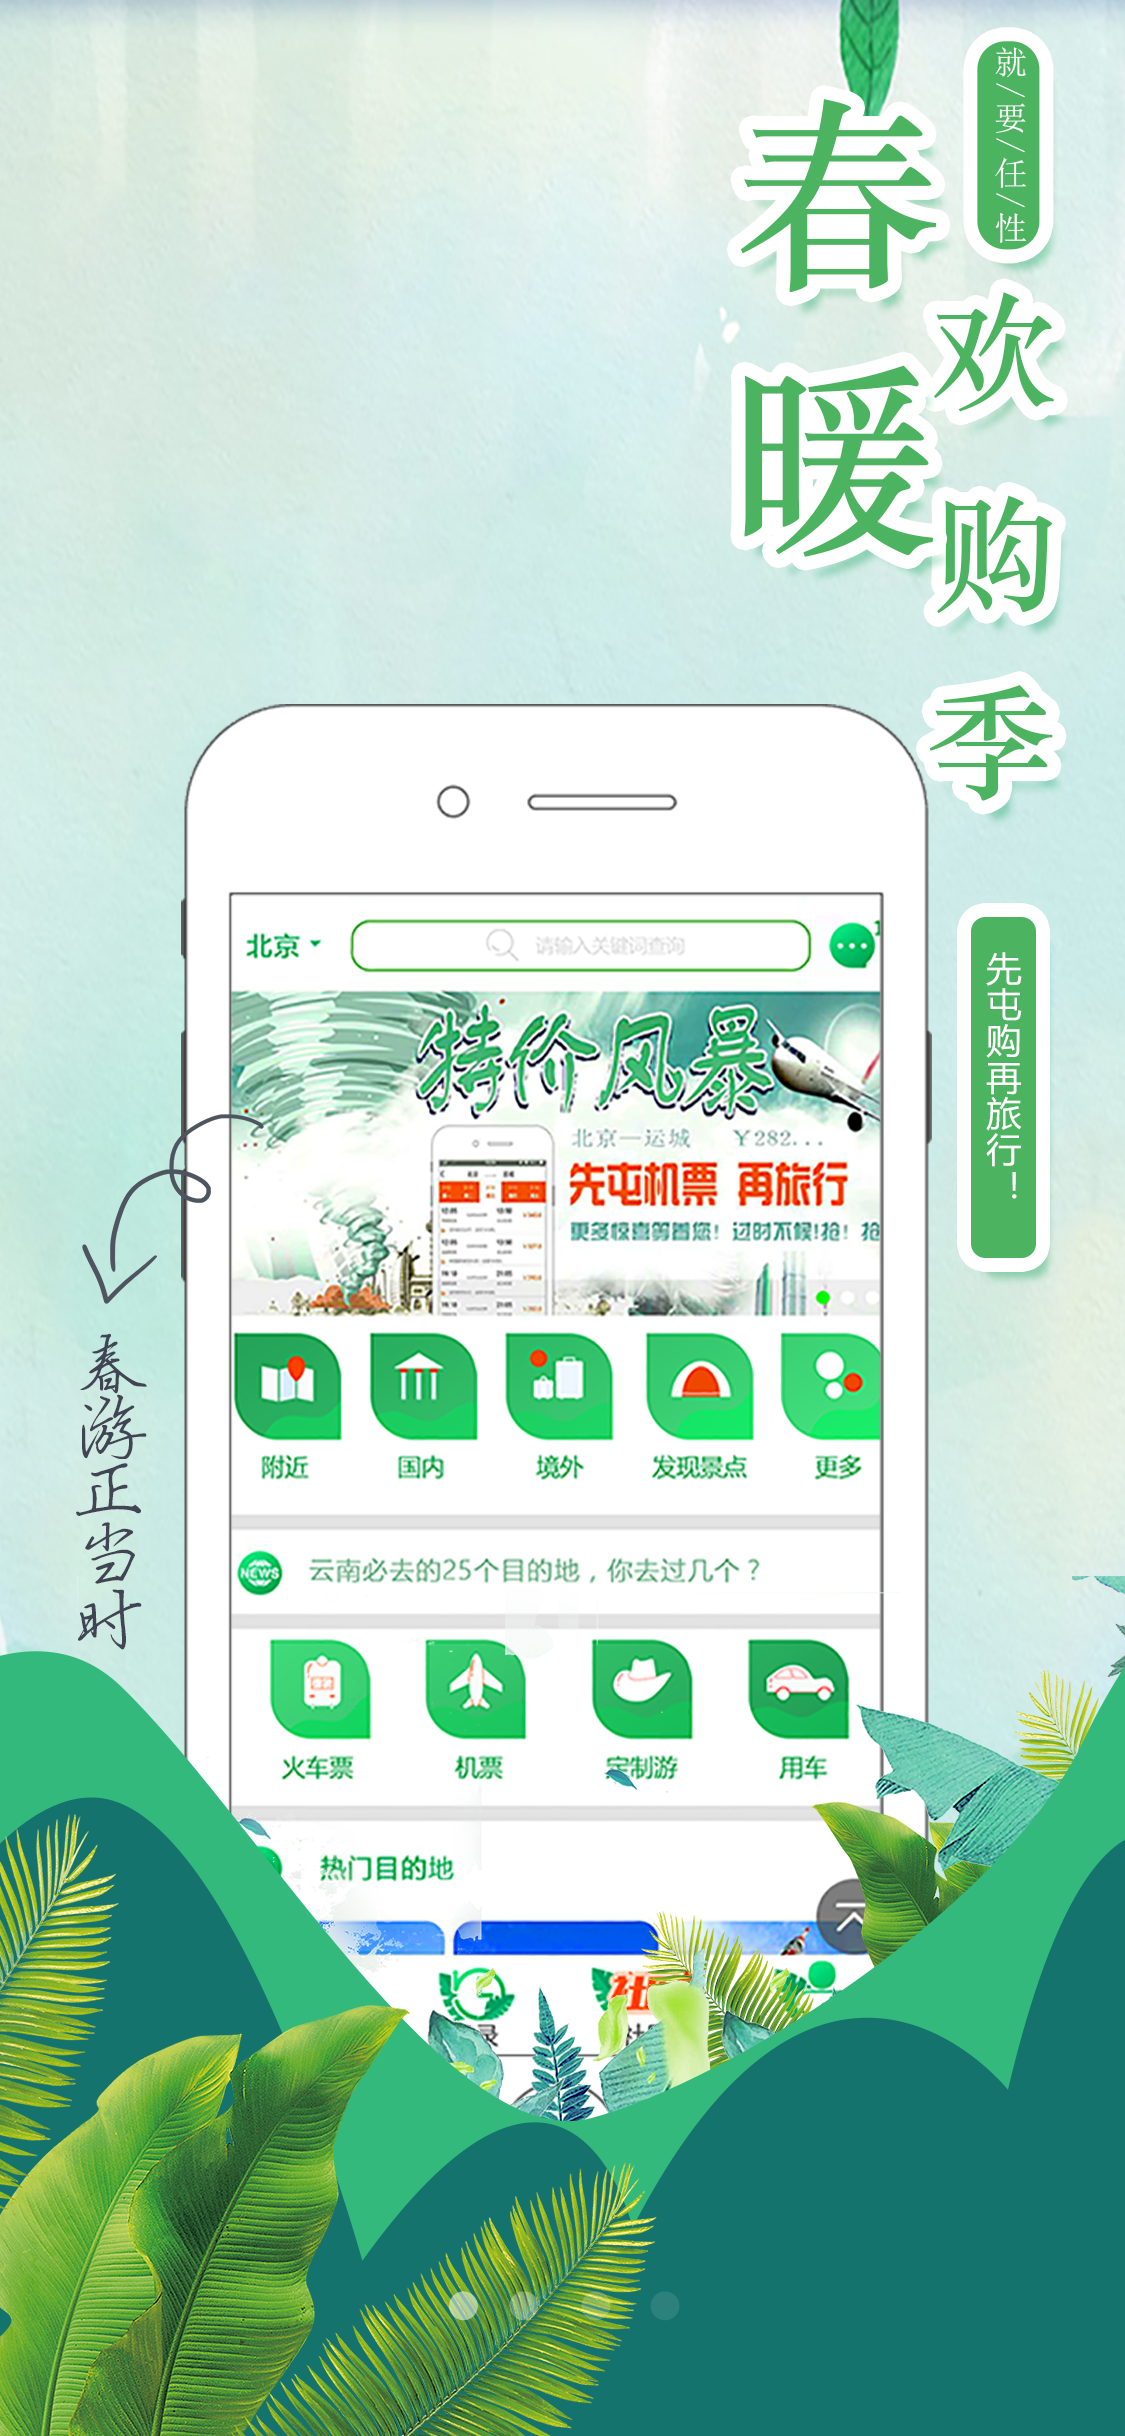 就/要/任/性
春暖
欢购季
先屯购再旅行！
北京
请输入关键词查询
特价风暴
北京—运城 ¥282...
先屯机票 再旅行
更多惊喜等着您！过时不候!抢！抢
附近
国内
境外
发现景点
更多
NEWS
云南必去的25个目的地，你去过几个？
火车票
机票
定制游
用车
热门目的地
社
录
社
春游正当时